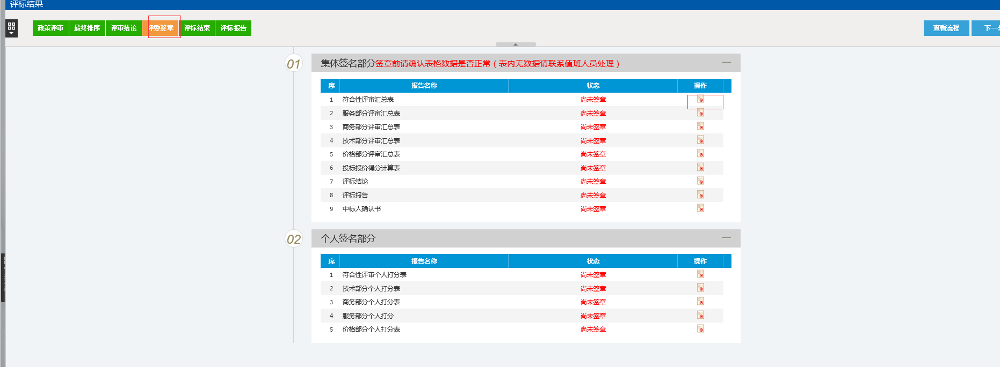 评标结果
政策评审 最终排序 评审结论 评委签章 评标结束 评标报告
查看流程 下一
01 集体签名部分签章前请确认表格数据是否正常（表内无数据请联系值班人员处理）
序 报告名称 状态 操作
1 符合性评审汇总表 尚未签章
2 服务部分评审汇总表 尚未签章
3 商务部分评审汇总表 尚未签章
4 技术部分评审汇总表 尚未签章
5 价格部分评审汇总表 尚未签章
6 投标报价得分计算表 尚未签章
7 评标结论 尚未签章
8 评标报告 尚未签章
9 中标人确认书 尚未签章
02 个人签名部分
序 报告名称 状态 操作
1 符合性评审个人打分表 尚未签章
2 技术部分个人打分表 尚未签章
3 商务部分个人打分表 尚未签章
4 服务部分个人打分 尚未签章
5 价格部分个人打分表 尚未签章